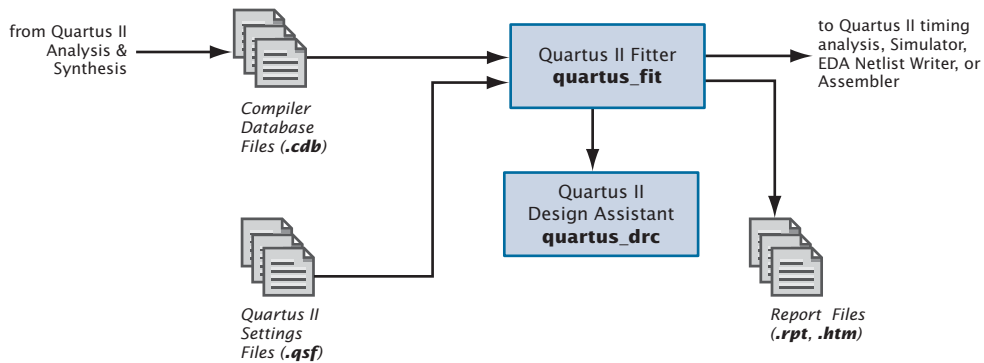 from Quartus II
Analysis &
Synthesis
Compiler
Database
Files (.cdb)
Quartus II Fitter
quartus_fit
to Quartus II timing
analysis, Simulator,
EDA Netlist Writer, or
Assembler
Quartus II
Design Assistant
quartus_drc
Quartus II
Settings
Files (.qsf)
Report Files
(.rpt, .htm)